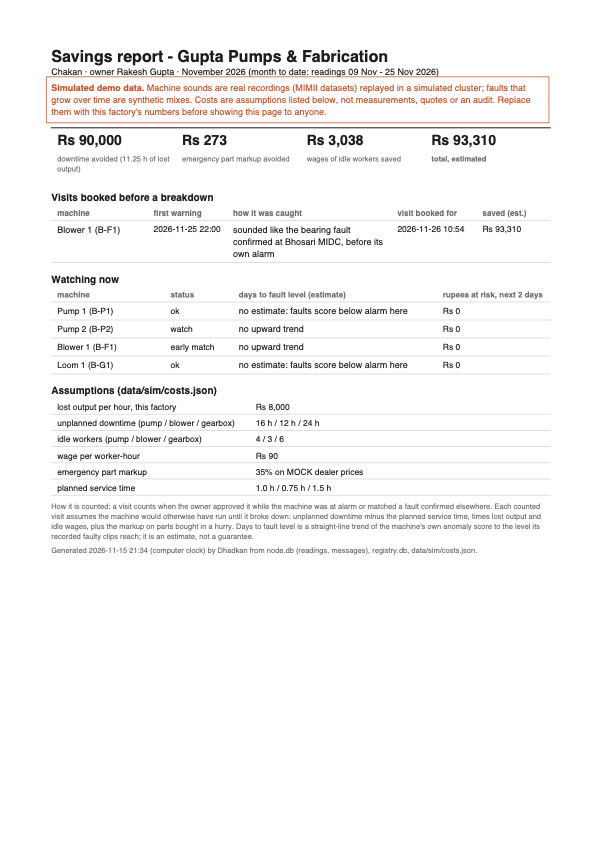 Savings report - Gupta Pumps & Fabrication
Chakan · owner Rakesh Gupta · November 2026 (month to date: readings 09 Nov - 25 Nov 2026)
Simulated demo data. Machine sounds are real recordings (MIMII datasets) replayed in a simulated cluster; faults that
grow over time are synthetic mixes. Costs are assumptions listed below, not measurements, quotes or an audit. Replace
them with this factory's numbers before showing this page to anyone.
Rs 90,000 Rs 273 Rs 3,038 Rs 93,310
downtime avoided (11.25 h of lost output) emergency part markup avoided wages of idle workers saved total, estimated
Visits booked before a breakdown
machine first warning how it was caught visit booked for saved (est.)
Blower 1 (B-F1) 2026-11-25 22:00 sounded like the bearing fault 2026-11-26 10:54 Rs 93,310
confirmed at Bhosari MIDC, before its
own alarm
Watching now
machine status days to fault level (estimate) rupees at risk, next 2 days
Pump 1 (B-P1) ok no estimate: faults score below alarm here Rs 0
Pump 2 (B-P2) watch no upward trend Rs 0
Blower 1 (B-F1) early match no upward trend Rs 0
Loom 1 (B-G1) ok no estimate: faults score below alarm here Rs 0
Assumptions (data/sim/costs.json)
lost output per hour, this factory Rs 8,000
unplanned downtime (pump / blower / gearbox) 16 h / 12 h / 24 h
idle workers (pump / blower / gearbox) 4 / 3 / 6
wage per worker-hour Rs 90
emergency part markup 35% on MOCK dealer prices
planned service time 1.0 h / 0.75 h / 1.5 h
How it is counted: a visit counts when the owner approved it while the machine was at alarm or matched a fault confirmed elsewhere. Each counted
visit assumes the machine would otherwise have run until it broke down: unplanned downtime minus the planned service time, times lost output and
idle wages, plus the markup on parts bought in a hurry. Days to fault level is a straight-line trend of the machine's own anomaly score to the level its
recorded faulty clips reach; it is an estimate, not a guarantee.
Generated 2026-11-15 21:34 (computer clock) by Dhadkan from node.db (readings, messages), registry.db, data/sim/costs.json.